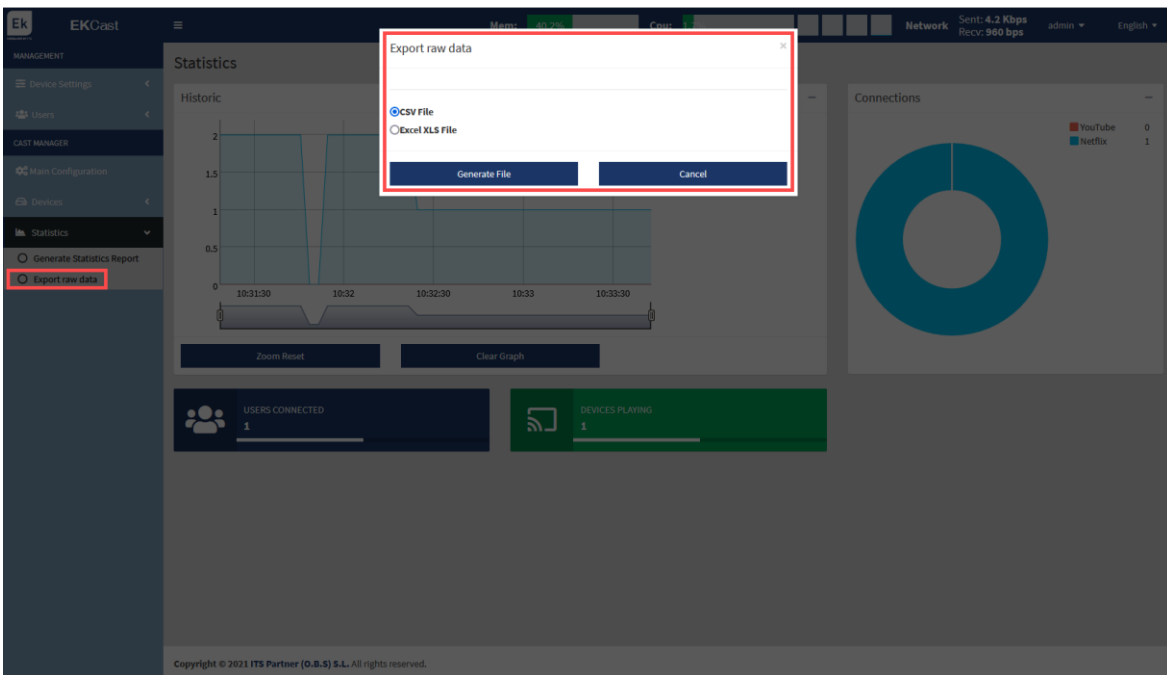 Ek
EKCast
Mem: 40.2% Cpu:
Network
Sent: 4.2 Kbps
Recv: 960 bps
admin
English
MANAGEMENT
Device Settings
Users
CAST MANAGER
Main Configuration
Devices
Statistics
Generate Statistics Report
Export raw data
Statistics
Export raw data
×
CSV File
Excel XLS File
Generate File
Cancel
Historic
2
1.5
1
0.5
0
10:31:30
10:32
10:32:30
10:33
10:33:30
Zoom Reset
Clear Graph
Connections
YouTube 0
Netflix 1
USERS CONNECTED
1
DEVICES PLAYING
1
Copyright © 2021 ITS Partner (O.B.S) S.L. All rights reserved.